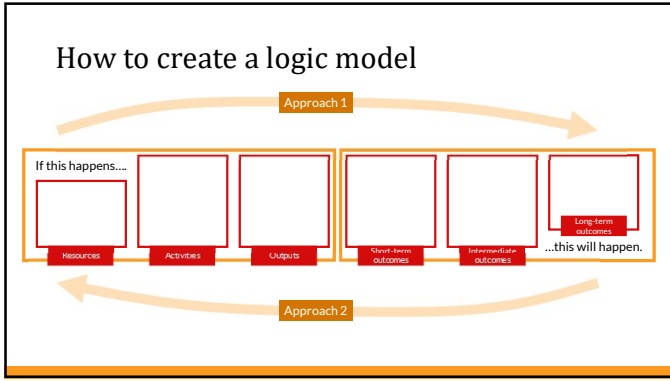 How to create a logic model
Approach 1
If this happens....
Resources
Activities
Outputs
Short-term
outcomes
Intermediate
outcomes
Long-term
outcomes
...this will happen.
Approach 2